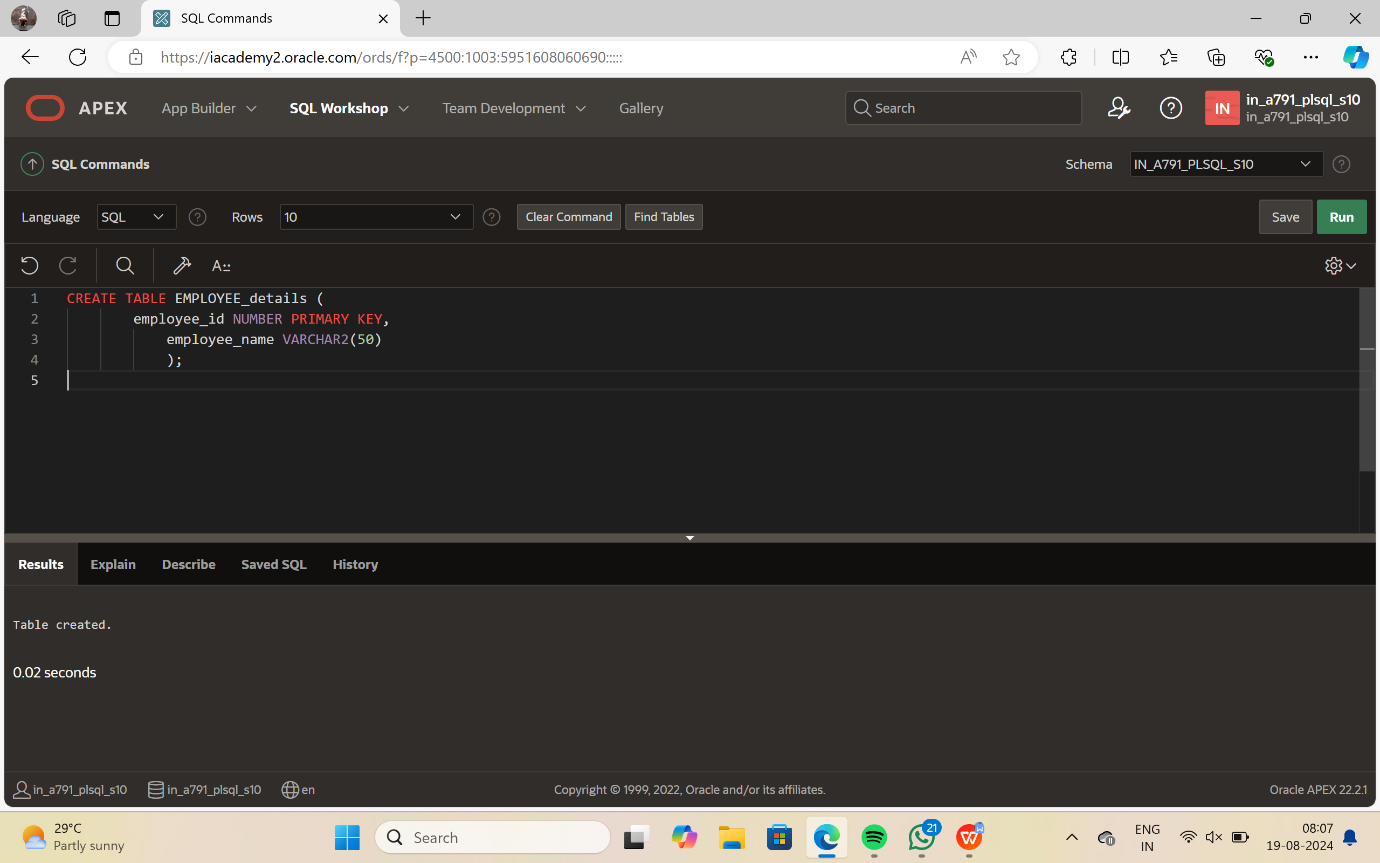 SQL Commands
https://iacademy2.oracle.com/ords/f?p=4500:1003:5951608060690:::::
APEX App Builder SQL Workshop Team Development Gallery Search IN in_a791_plsql_s10
in_a791_plsql_s10
SQL Commands Schema IN_A791_PLSQL_S10
Language SQL Rows 10 Clear Command Find Tables Save Run
A::
1 CREATE TABLE EMPLOYEE_details (
2 employee_id NUMBER PRIMARY KEY,
3 employee_name VARCHAR2(50)
4 );
5
Results Explain Describe Saved SQL History
Table created.
0.02 seconds
in_a791_plsql_s10 in_a791_plsql_s10 en Copyright © 1999, 2022, Oracle and/or its affiliates. Oracle APEX 22.2.1
29°C
Partly sunny
Search
21
W
ENG
IN
08:07
19-08-2024